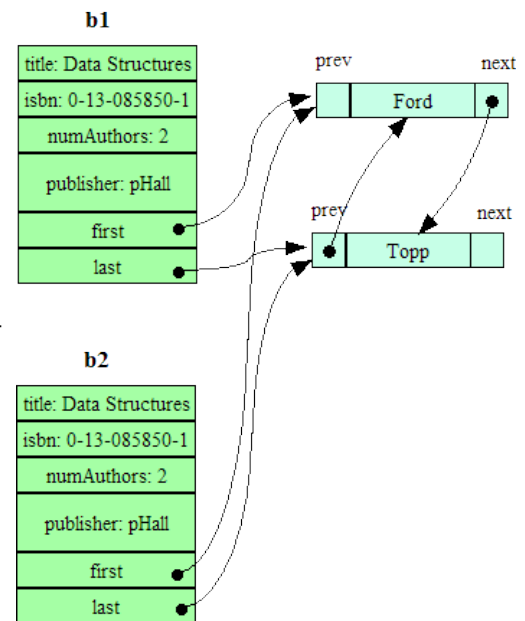 b1
title: Data Structures
isbn: 0-13-085850-1
numAuthors: 2
publisher: pHall
first
last
prev
next
Ford
prev
next
Topp
b2
title: Data Structures
isbn: 0-13-085850-1
numAuthors: 2
publisher: pHall
first
last